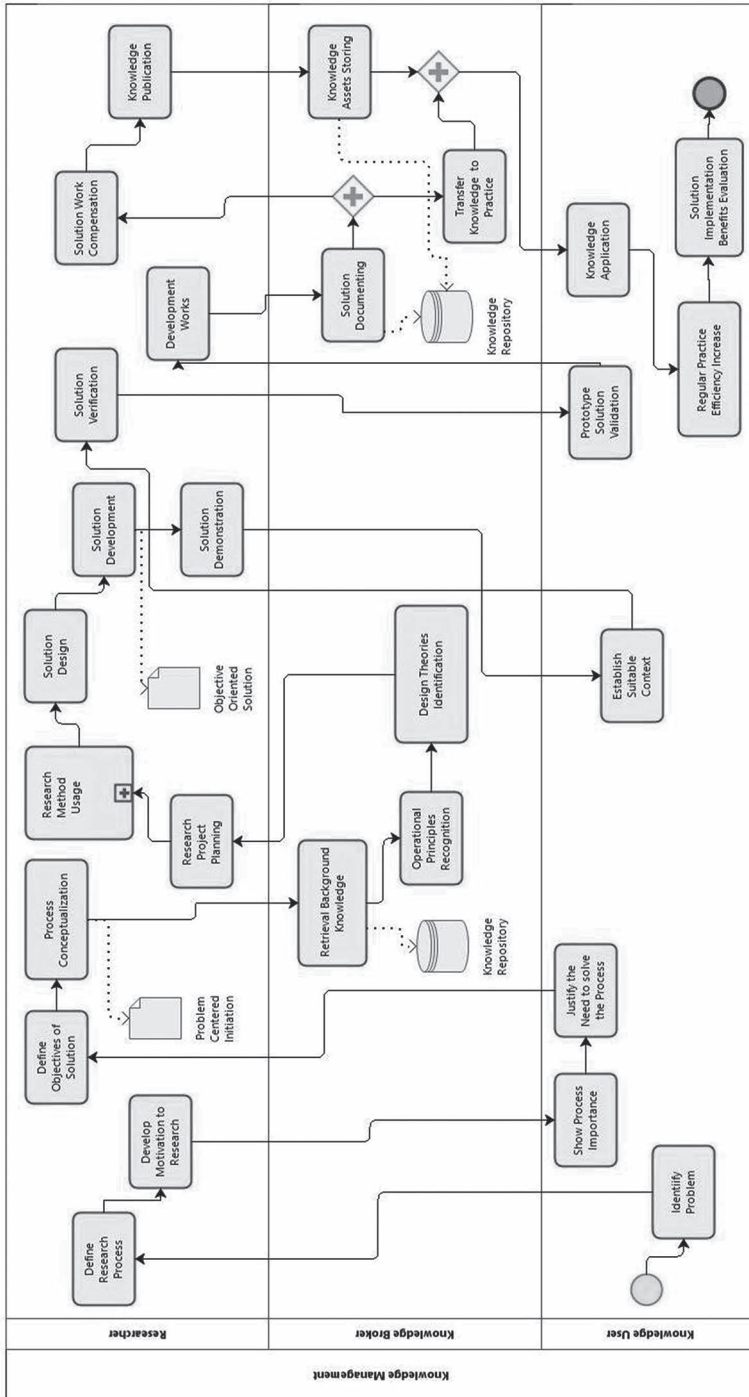 Knowledge Management
Researcher
Knowledge Broker
Knowledge User
Identiify
Problem
Define
Research
Process
Develop
Motivation to
Research
Show Process
Importance
Justify the
Need to solve
the Process
Define
Objectives of
Solution
Process
Conceptualization
Problem
Centered
Initiation
Retrieval Background
Knowledge
Knowledge
Repository
Operational
Principles
Recognition
Design Theories
Identification
Research
Project
Planning
Research
Method
Usage
Solution
Design
Solution
Development
Objective
Oriented
Solution
Solution
Demonstration
Establish
Suitable
Context
Solution
Verification
Prototype
Solution
Validation
Development
Works
Solution
Documenting
Knowledge
Repository
Solution Work
Compensation
Transfer
Knowledge to
Practice
Knowledge
Publication
Knowledge
Assets Storing
Knowledge
Application
Regular Practice
Efficiency Increase
Solution
Implementation
Benefits Evaluation